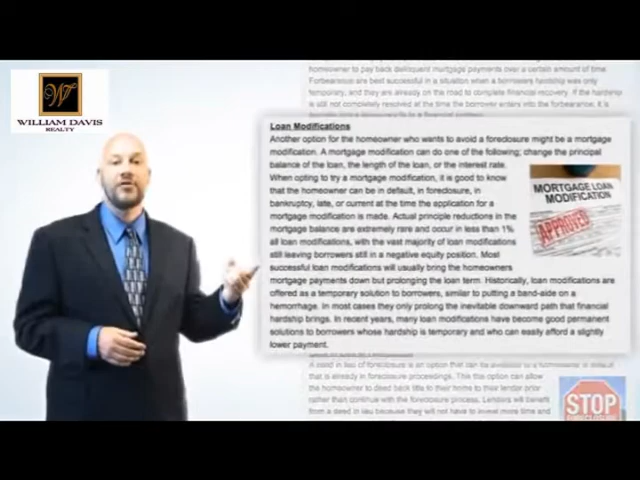 W
WILLIAM DAVIS
REALTY
homeowner to pay back delinquent mortgage payments over a certain amount of time.
Forbearance are best successful in a situation when a borrowers hardship was only
temporary, and they are already on the road to complete financial recovery. If the hardship
is still not completely resolved at the time the borrower enters into the forbearance, it is
Loan Modifications
Another option for the homeowner who wants to avoid a foreclosure might be a mortgage
modification. A mortgage modification can do one of the following; change the principal
balance of the loan, the length of the loan, or the interest rate.
When opting to try a mortgage modification, it is good to know
that the homeowner can be in default, in foreclosure, in
bankruptcy, late, or current at the time the application for a
mortgage modification is made. Actual principle reductions in the
mortgage balance are extremely rare and occur in less than 1%
all loan modifications, with the vast majority of loan modifications
still leaving borrowers still in a negative equity position. Most
successful loan modifications will usually bring the homeowners
mortgage payments down but prolonging the loan term. Historically, loan modifications are
offered as a temporary solution to borrowers, similar to putting a band-aide on a
hemorrhage. In most cases they only prolong the inevitable downward path that financial
hardship brings. In recent years, many loan modifications have become good permanent
solutions to borrowers whose hardship is temporary and who can easily afford a slightly
lower payment.
MORTGAGE LOAN
MODIFICATION
APPROVED
A deed in lieu of foreclosure is an option that can be
that is already in foreclosure proceedings. This this option can allow
the homeowner to deed back title to their home to their lender prior
rather than continue with the foreclosure process. Lenders will benefit
from a deed in lieu because they will not have to invest more time and
STOP